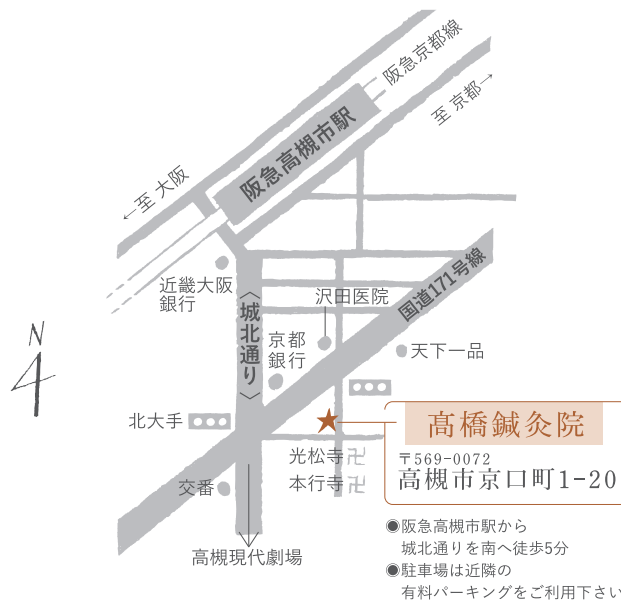 阪急京都線
至 京都→
阪急高槻市駅
←至 大阪
近畿大阪
銀行
〈城北通り〉
沢田医院
国道171号線
京都
銀行
天下一品
北大手
髙橋鍼灸院
〒569-0072
高槻市京口町1-20
光松寺卍
本行寺卍
交番
高槻現代劇場
N
◉阪急高槻市駅から
城北通りを南へ徒歩5分
◉駐車場は近隣の
有料パーキングをご利用下さい